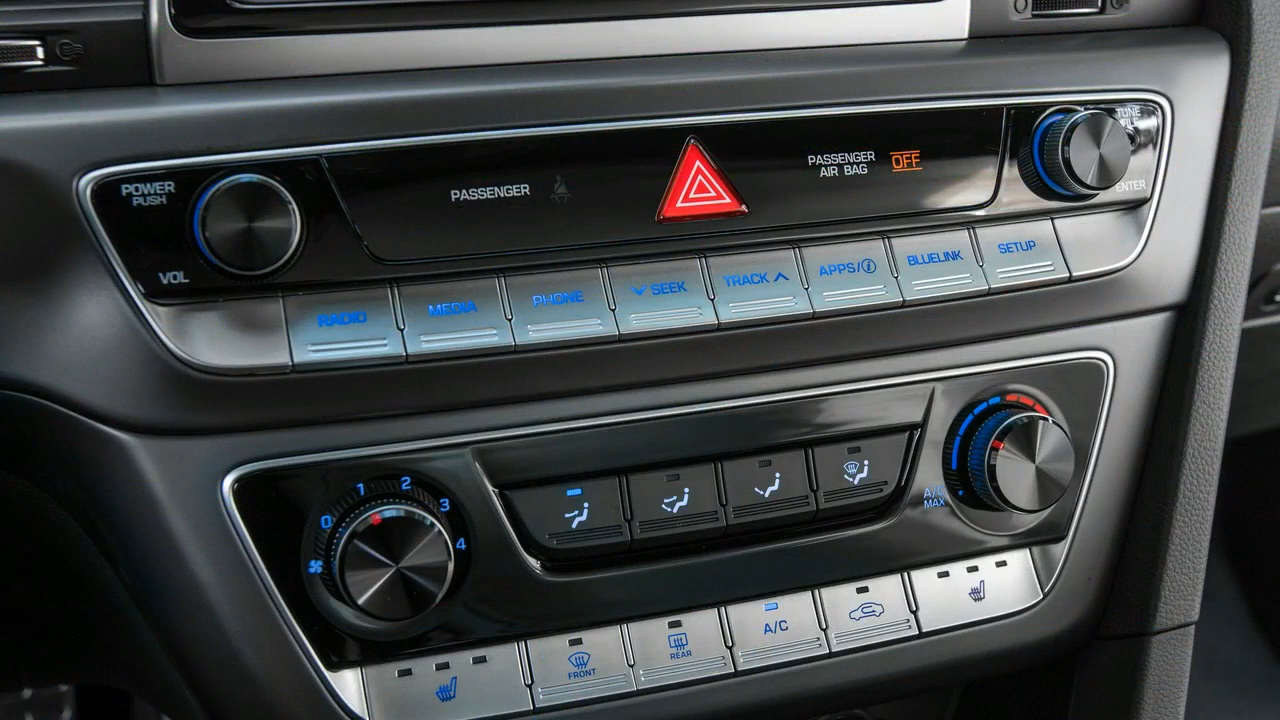 POWER
PUSH
VOL
PASSENGER
PASSENGER
AIR BAG
OFF
TUNE
FILE
ENTER
RADIO
MEDIA
PHONE
SEEK
TRACK
APPS/i
BLUELINK
SETUP
0
1
2
3
4
A/C
MAX
FRONT
REAR
A/C